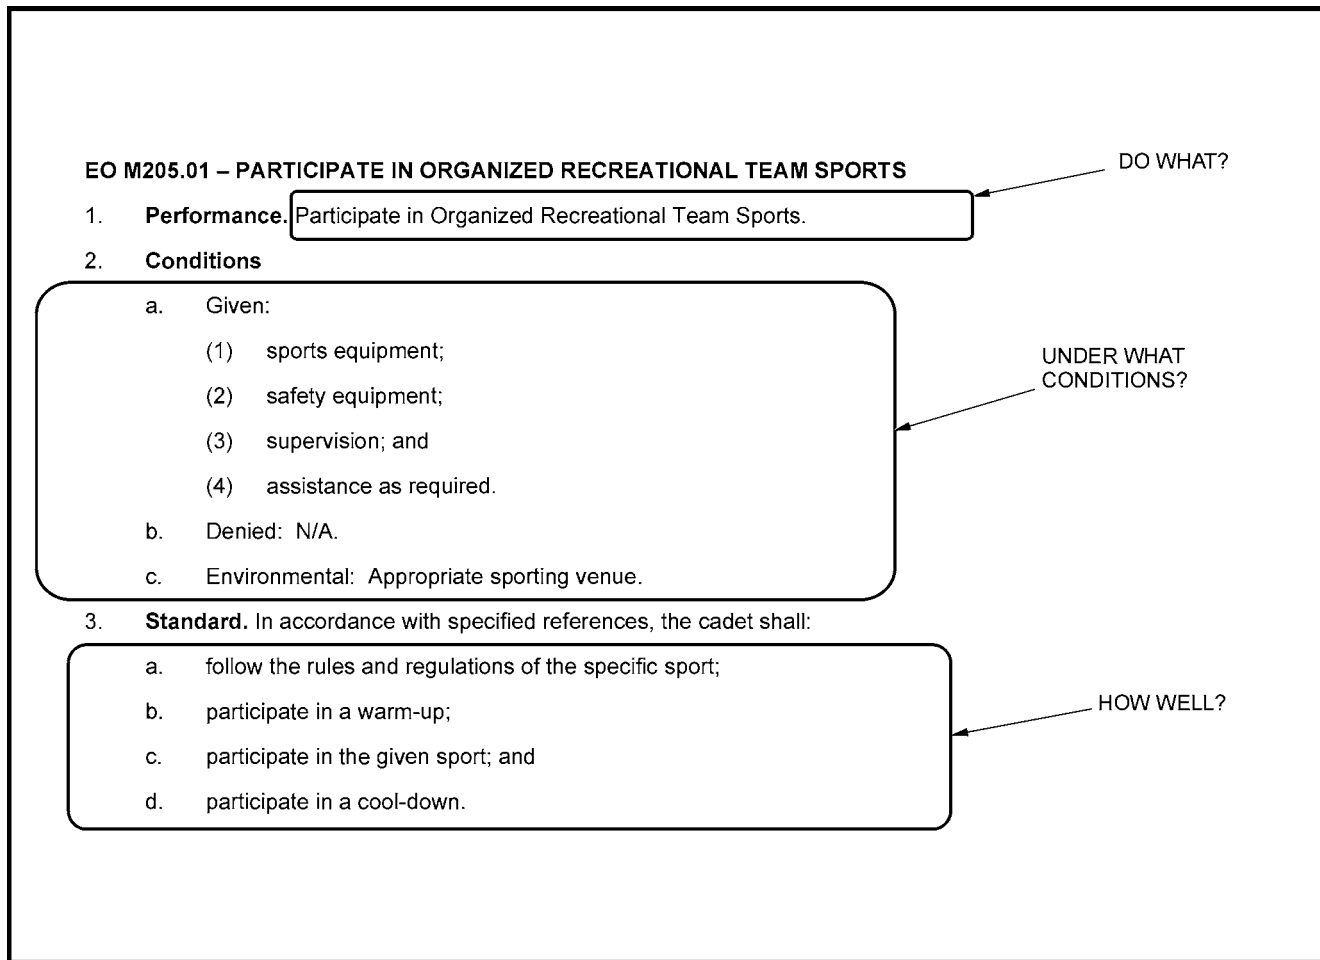 EO M205.01 – PARTICIPATE IN ORGANIZED RECREATIONAL TEAM SPORTS
DO WHAT?
1. Performance. Participate in Organized Recreational Team Sports.
2. Conditions
a. Given:
(1) sports equipment;
(2) safety equipment;
(3) supervision; and
(4) assistance as required.
b. Denied: N/A.
c. Environmental: Appropriate sporting venue.
UNDER WHAT
CONDITIONS?
3. Standard. In accordance with specified references, the cadet shall:
a. follow the rules and regulations of the specific sport;
b. participate in a warm-up;
c. participate in the given sport; and
d. participate in a cool-down.
HOW WELL?